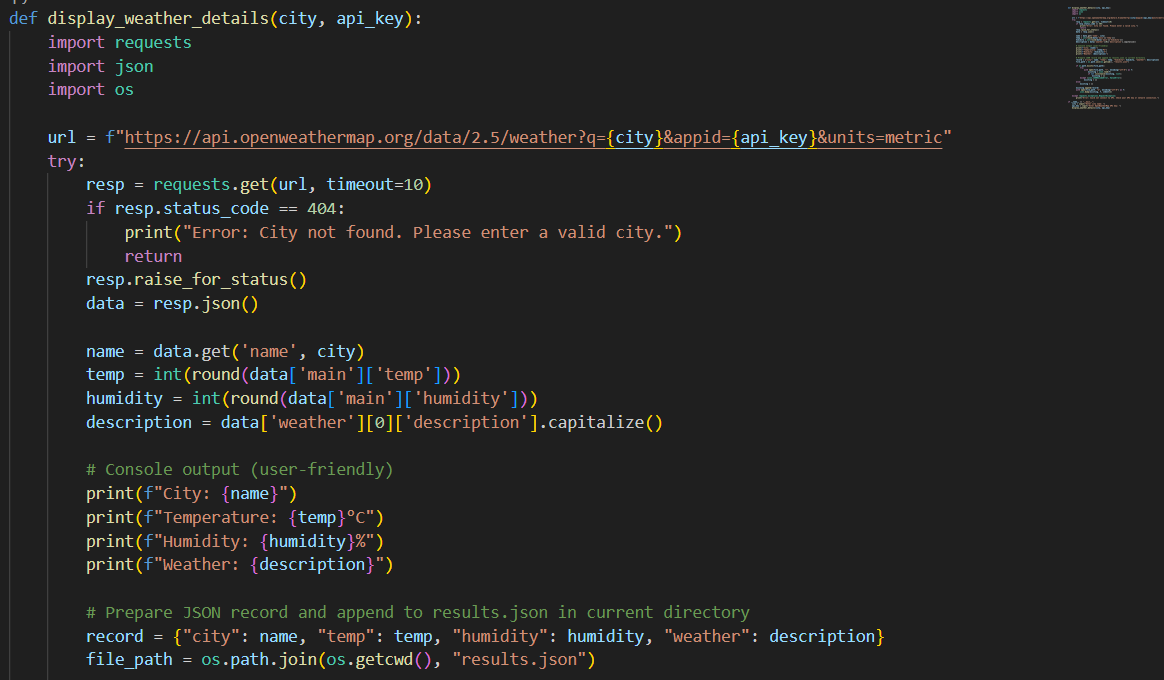 def display_weather_details(city, api_key):
    import requests
    import json
    import os

    url = f"https://api.openweathermap.org/data/2.5/weather?q={city}&appid={api_key}&units=metric"
    try:
        resp = requests.get(url, timeout=10)
        if resp.status_code == 404:
            print("Error: City not found. Please enter a valid city.")
            return
        resp.raise_for_status()
        data = resp.json()

        name = data.get('name', city)
        temp = int(round(data['main']['temp']))
        humidity = int(round(data['main']['humidity']))
        description = data['weather'][0]['description'].capitalize()

        # Console output (user-friendly)
        print(f"City: {name}")
        print(f"Temperature: {temp}°C")
        print(f"Humidity: {humidity}%")
        print(f"Weather: {description}")

        # Prepare JSON record and append to results.json in current directory
        record = {"city": name, "temp": temp, "humidity": humidity, "weather": description}
        file_path = os.path.join(os.getcwd(), "results.json")